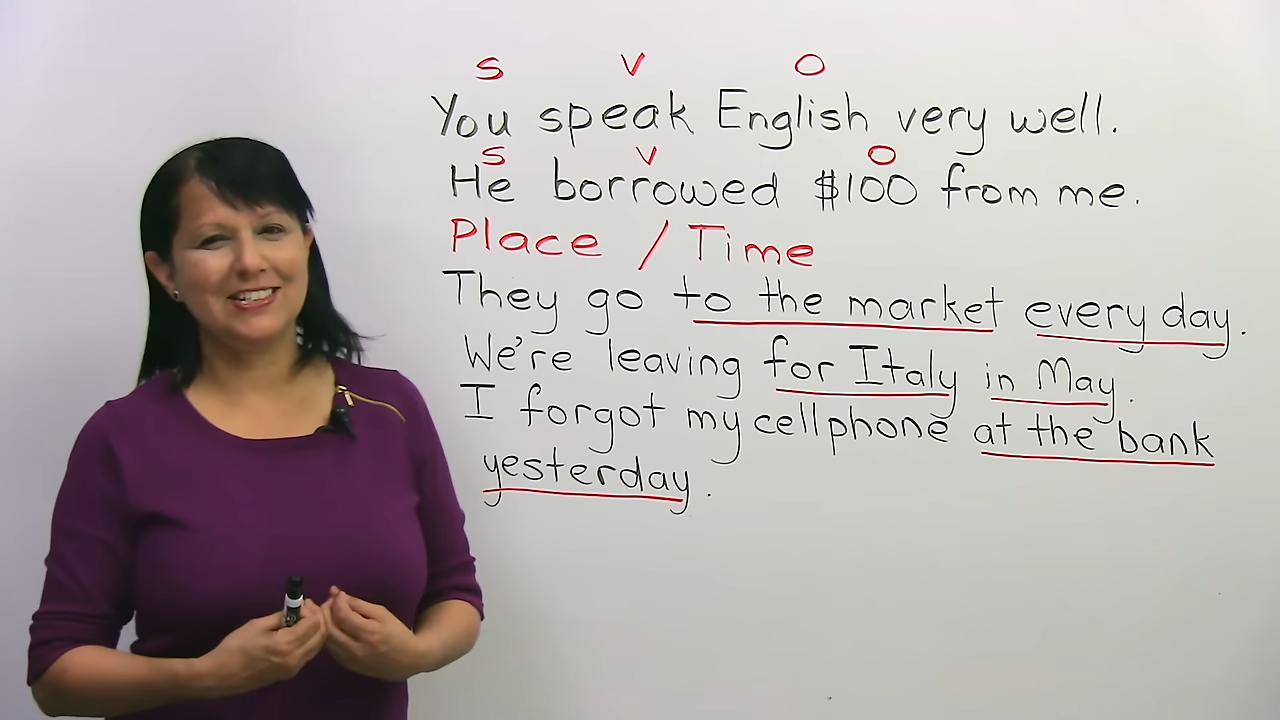 S V O
You speak English very well.
S V O
He borrowed $100 from me.
Place / Time
They go to the market every day.
We're leaving for Italy in May.
I forgot my cellphone at the bank
yesterday.